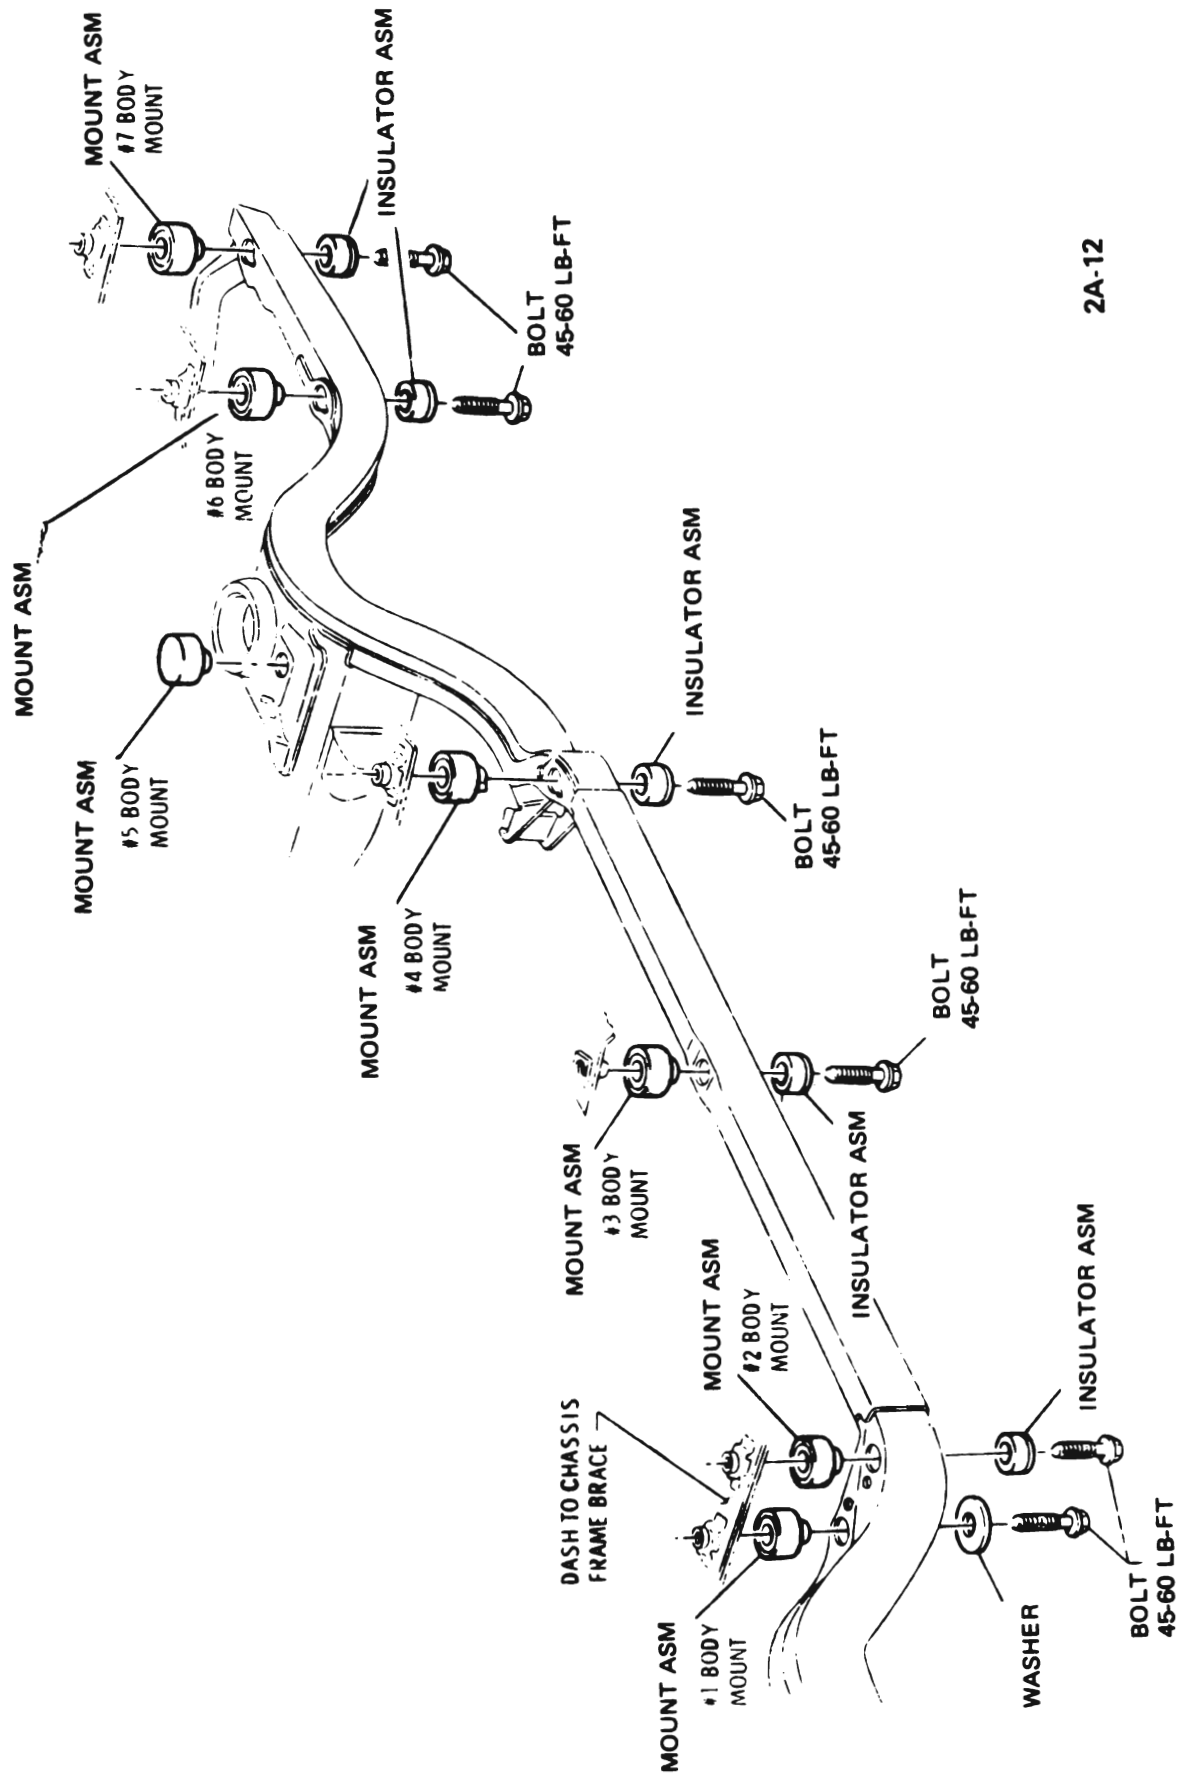 MOUNT ASM
#7 BODY
MOUNT
INSULATOR ASM
BOLT
45-60 LB-FT
MOUNT ASM
#6 BODY
MOUNT
MOUNT ASM
#5 BODY
MOUNT
INSULATOR ASM
BOLT
45-60 LB-FT
MOUNT ASM
#4 BODY
MOUNT
BOLT
45-60 LB-FT
MOUNT ASM
#3 BODY
MOUNT
INSULATOR ASM
MOUNT ASM
#2 BODY
MOUNT
INSULATOR ASM
DASH TO CHASSIS
FRAME BRACE
MOUNT ASM
#1 BODY
MOUNT
WASHER
BOLT
45-60 LB-FT
2A-12